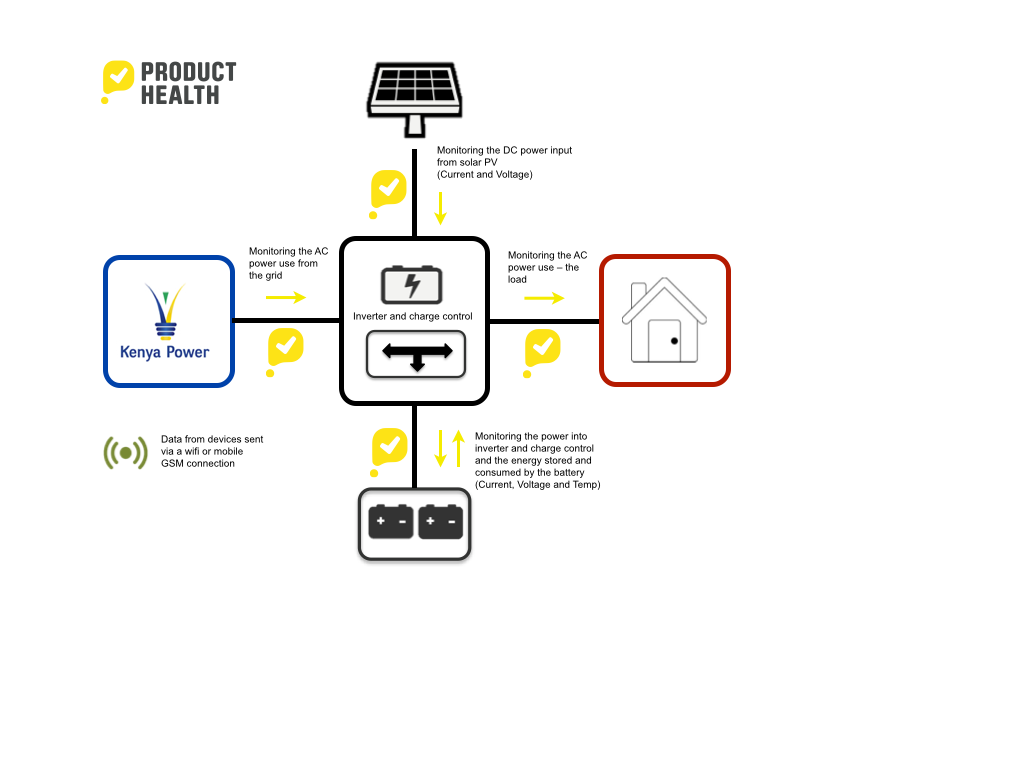 PRODUCT
HEALTH
Monitoring the DC power input
from solar PV
(Current and Voltage)
Monitoring the AC
power use from
the grid
Monitoring the AC
power use – the
load
Kenya Power
Inverter and charge control
Data from devices sent
via a wifi or mobile
GSM connection
Monitoring the power into
inverter and charge control
and the energy stored and
consumed by the battery
(Current, Voltage and Temp)
+ - + -